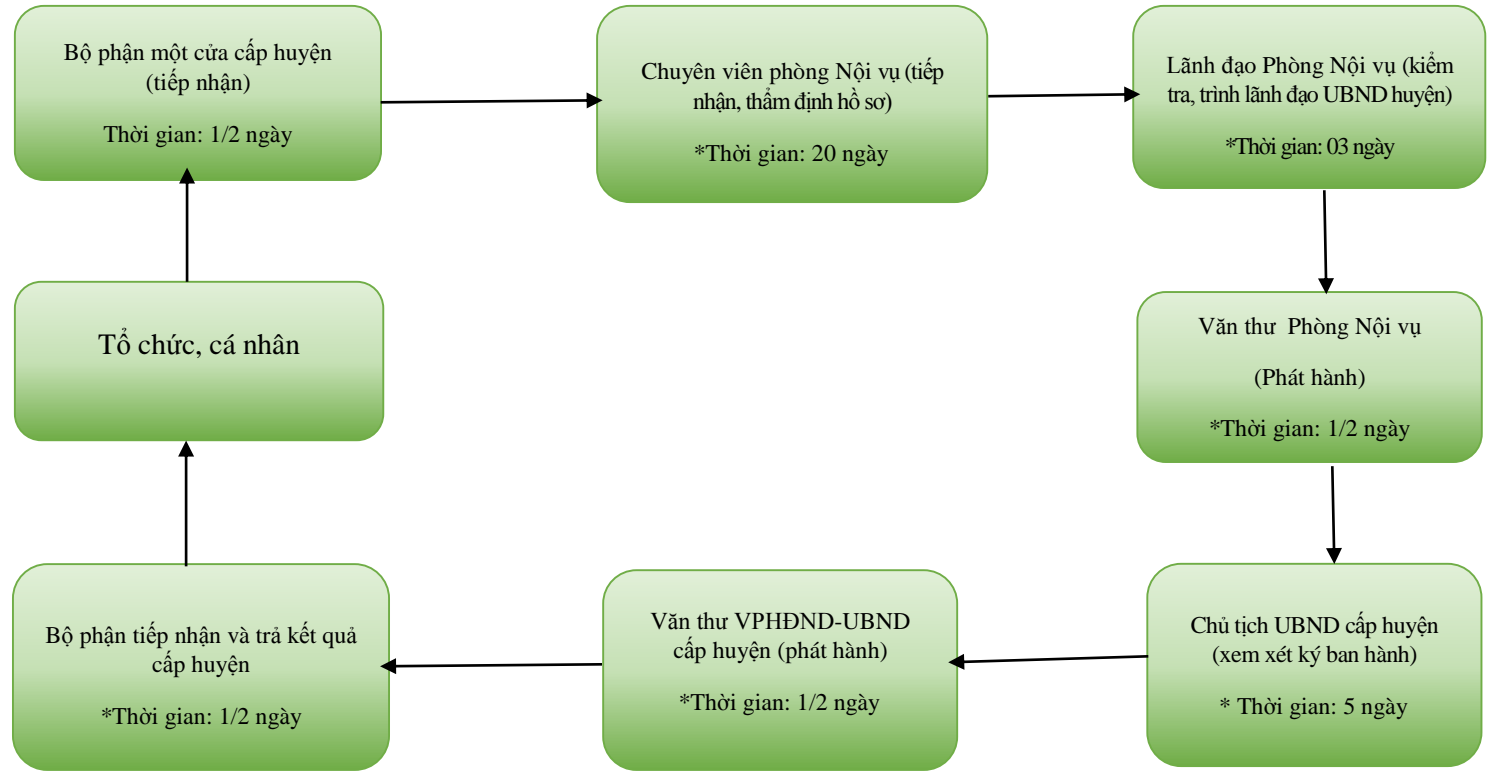 Bộ phận một cửa cấp huyện
(tiếp nhận)
Thời gian: 1/2 ngày
Chuyên viên phòng Nội vụ (tiếp
nhận, thẩm định hồ sơ)
*Thời gian: 20 ngày
Lãnh đạo Phòng Nội vụ (kiểm
tra, trình lãnh đạo UBND huyện)
*Thời gian: 03 ngày
Tổ chức, cá nhân
Văn thư Phòng Nội vụ
(Phát hành)
*Thời gian: 1/2 ngày
Bộ phận tiếp nhận và trả kết quả
cấp huyện
*Thời gian: 1/2 ngày
Văn thư VPHĐND-UBND
cấp huyện (phát hành)
*Thời gian: 1/2 ngày
Chủ tịch UBND cấp huyện
(xem xét ký ban hành)
* Thời gian: 5 ngày